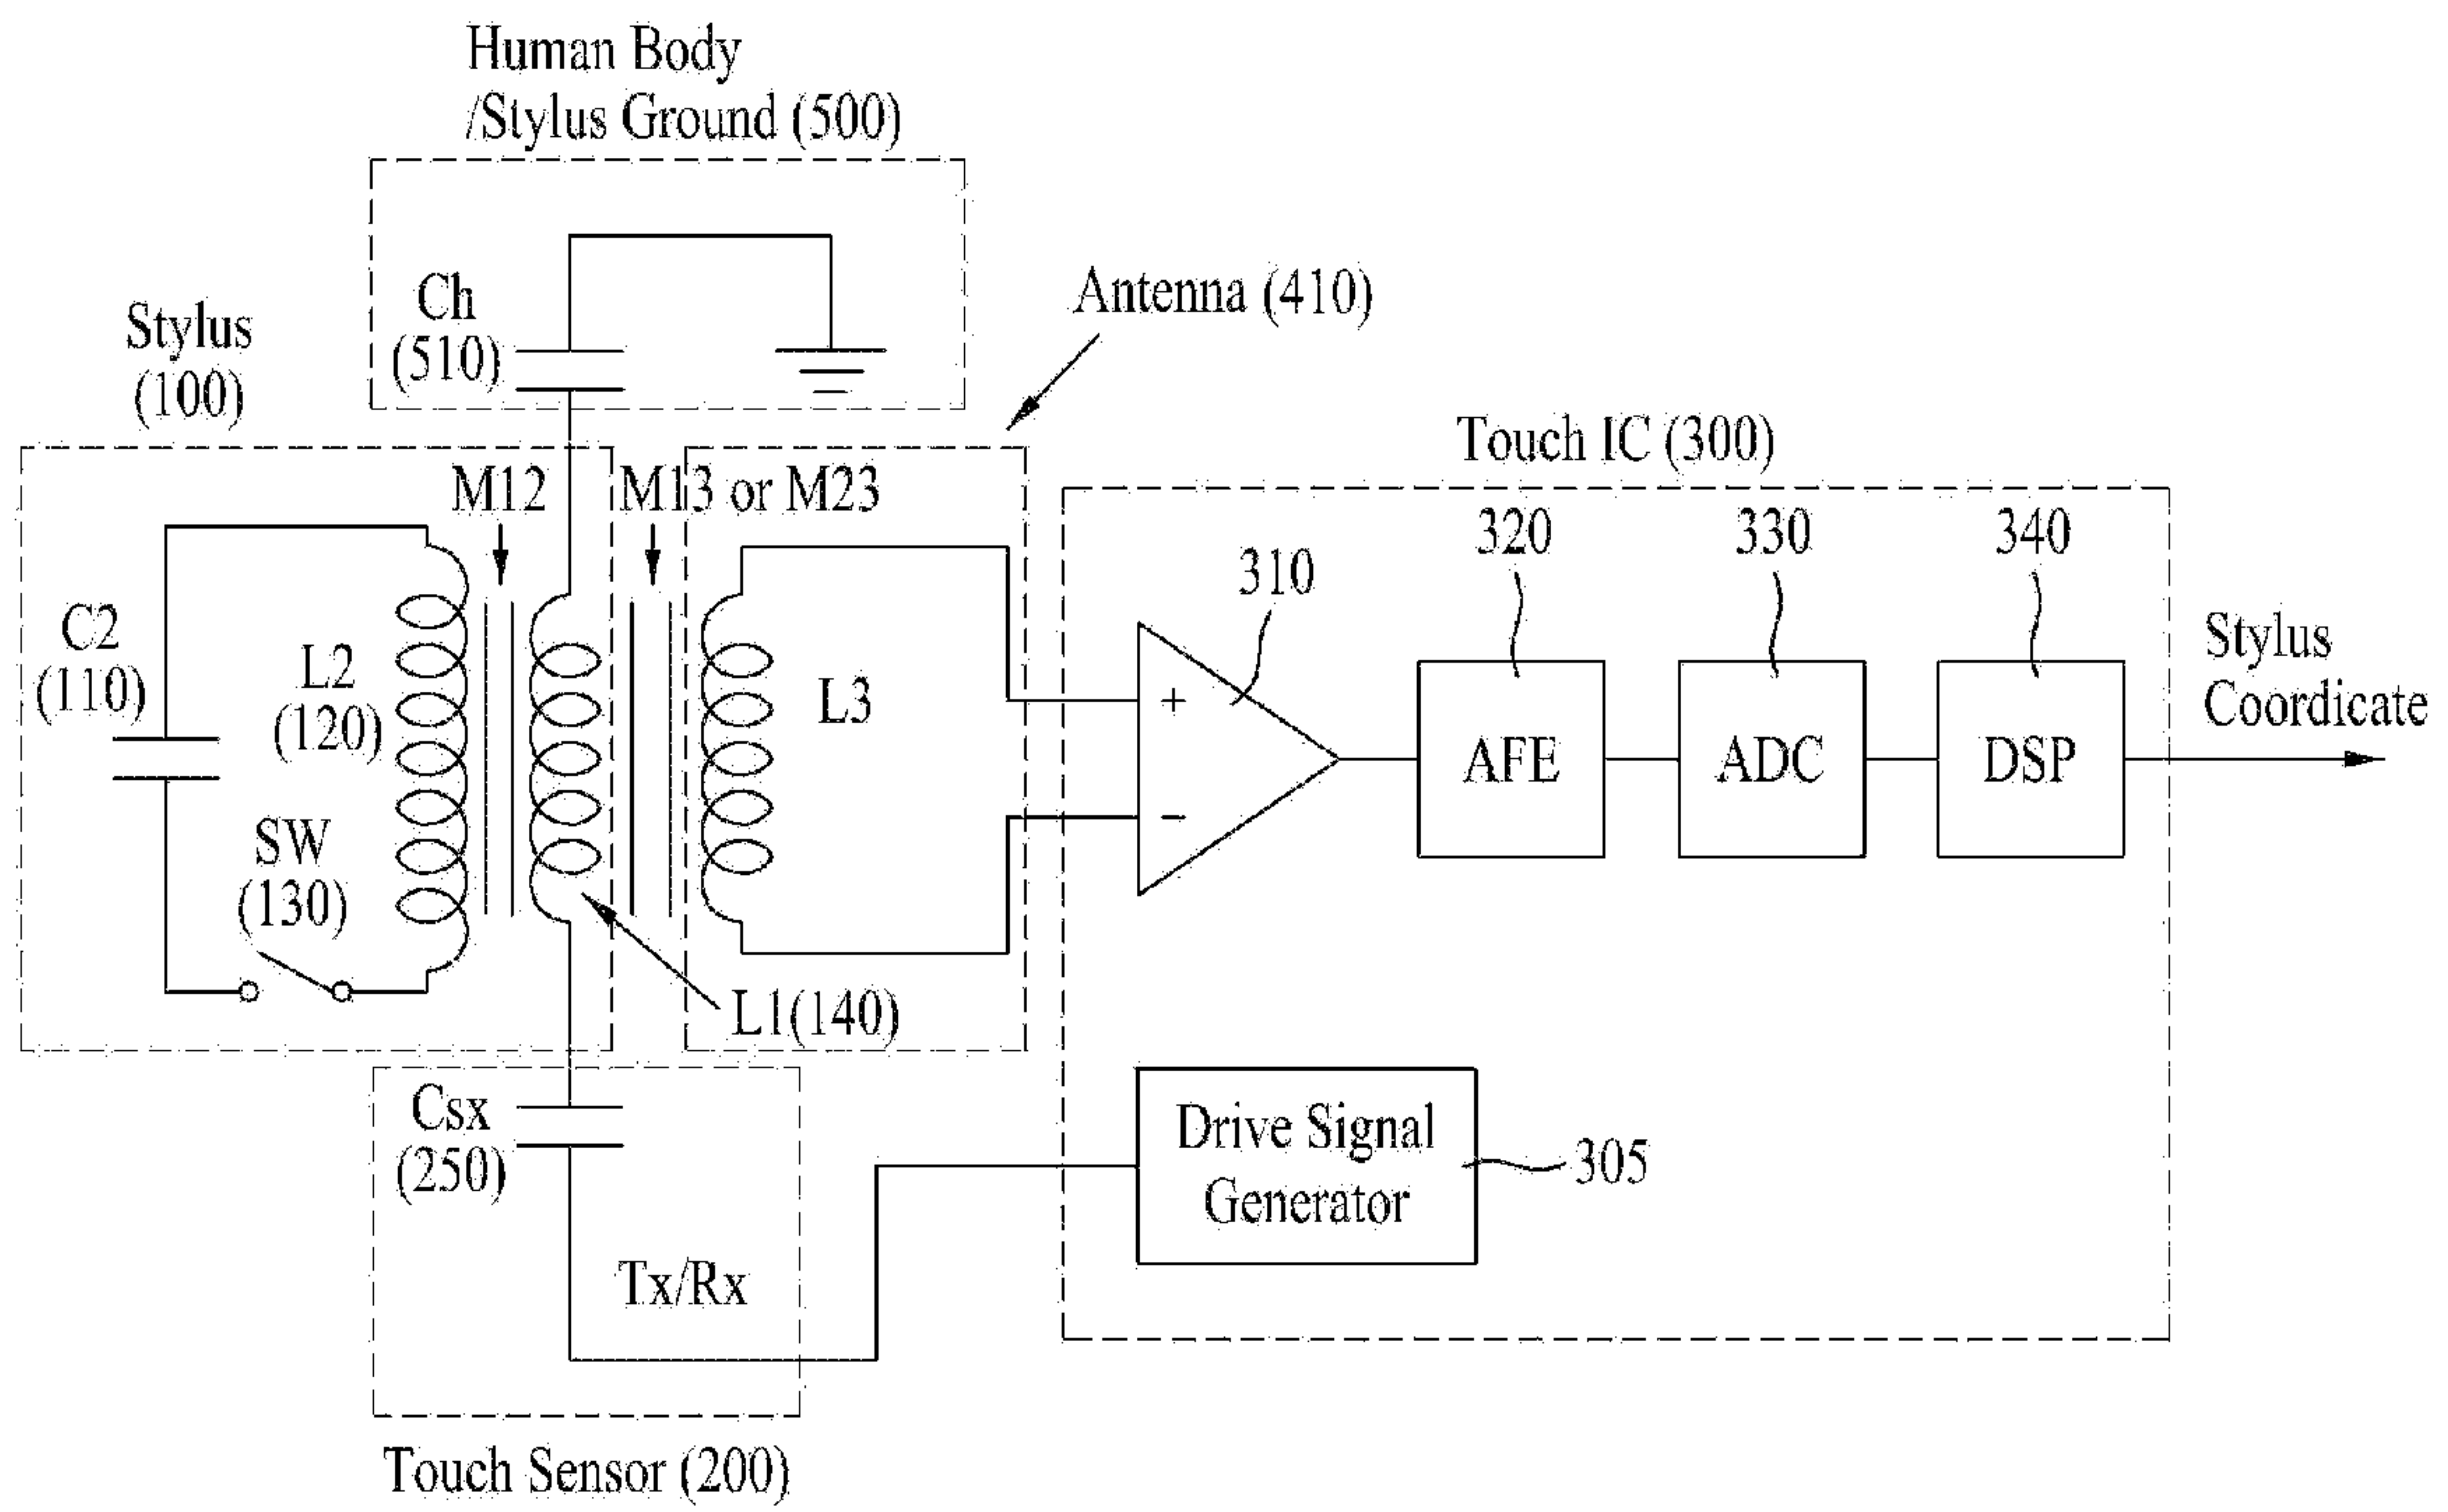 Human Body
/Stylus Ground (500)
Ch
(510)
Antenna (410)
Stylus
(100)
Touch IC (300)
M12
M13 or M23
310
320
330
340
C2
(110)
L2
(120)
L3
+
−
AFE
ADC
DSP
Stylus
Coordicate
SW
(130)
L1(140)
Csx
(250)
Drive Signal
Generator
305
Tx/Rx
Touch Sensor (200)